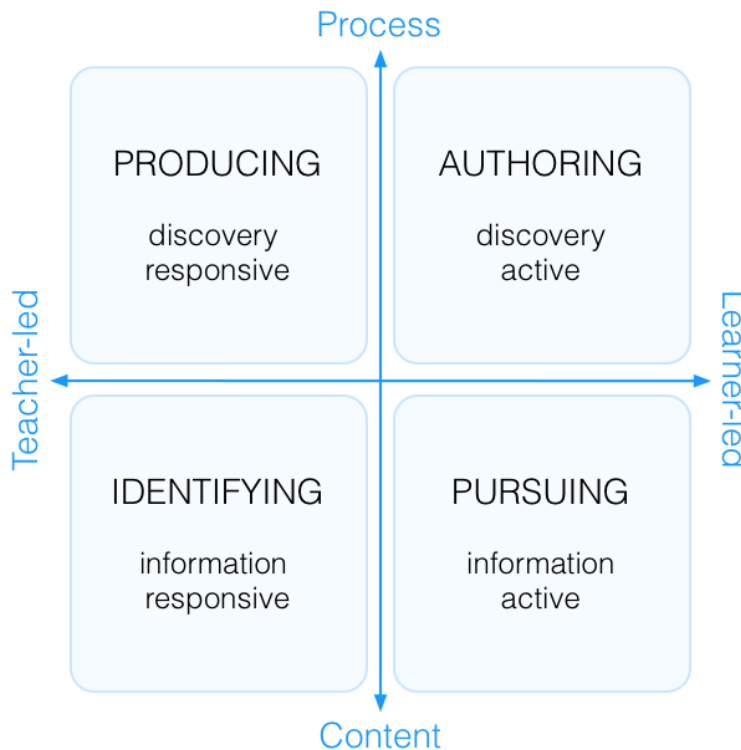 Process
PRODUCING
discovery
responsive
AUTHORING
discovery
active
Teacher-led
Learner-led
IDENTIFYING
information
responsive
PURSUING
information
active
Content